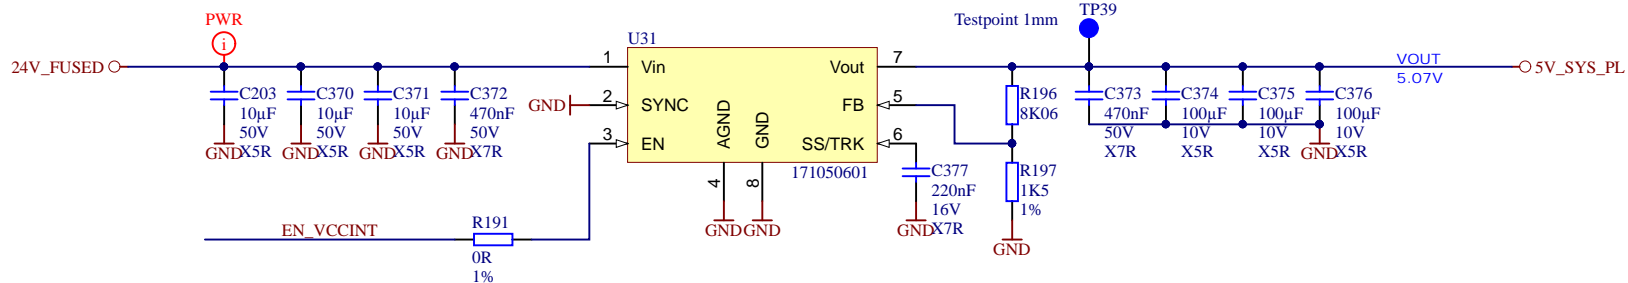 PWR
i
24V_FUSED
C203
10µF
50V
X5R
GND
C370
10µF
50V
X5R
GND
C371
10µF
50V
X5R
GND
C372
470nF
50V
X7R
GND
EN_VCCINT
R191
0R
1%
GND
U31
1
Vin
2
SYNC
3
EN
AGND
GND
4
8
GND
GND
Vout
7
FB
5
SS/TRK
6
171050601
C377
220nF
16V
X7R
GND
R196
8K06
R197
1K5
1%
GND
Testpoint 1mm
TP39
C373
470nF
50V
X7R
C374
100µF
10V
X5R
C375
100µF
10V
X5R
C376
100µF
10V
X5R
GND
VOUT
5.07V
5V_SYS_PL